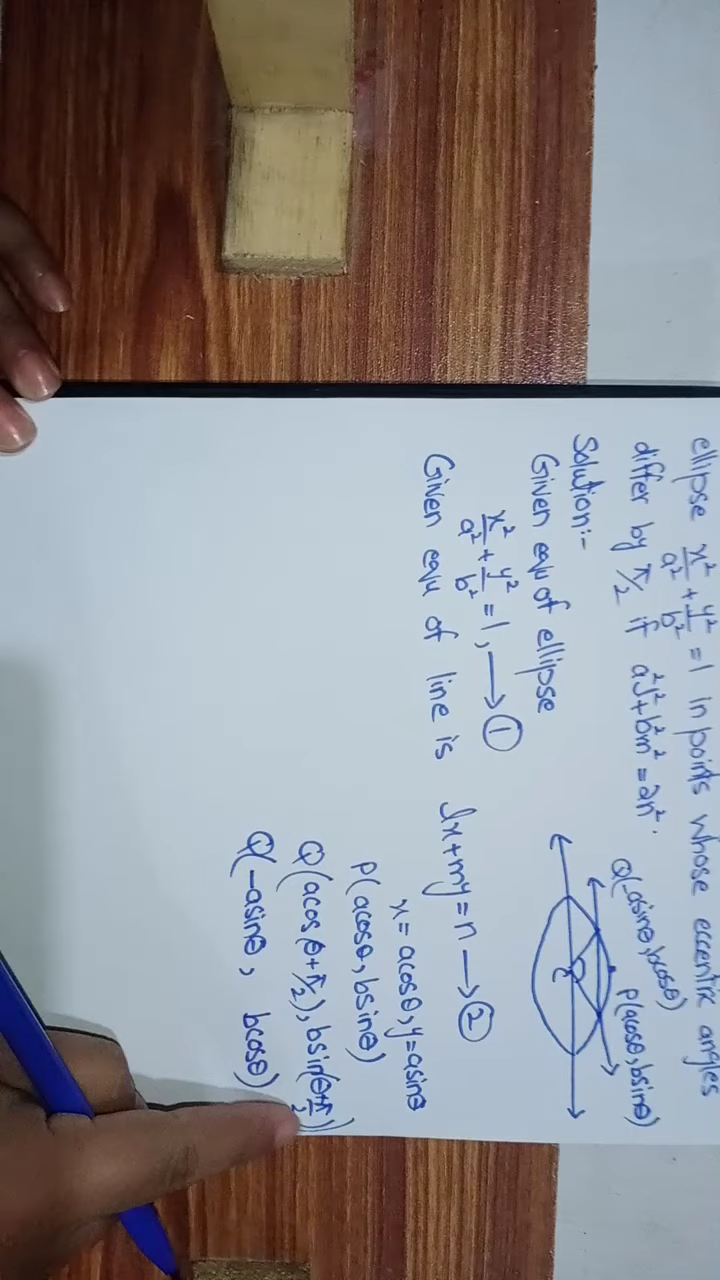 ellipse x²/a² + y²/b² = 1 in points whose eccentric angles
differ by π/2 if a²l² + b²m² = 2n².
Q(-asinθ, bcosθ)
P(acosθ, bsinθ)
Solution:-
Given equ of ellipse
x²/a² + y²/b² = 1, → ①
Given equ of line is lx+my=n → ②
x=acosθ, y=asinθ
P(acosθ, bsinθ)
Q(acos(θ+π/2), bsin(θ+π/2))
Q(-asinθ, bcosθ)